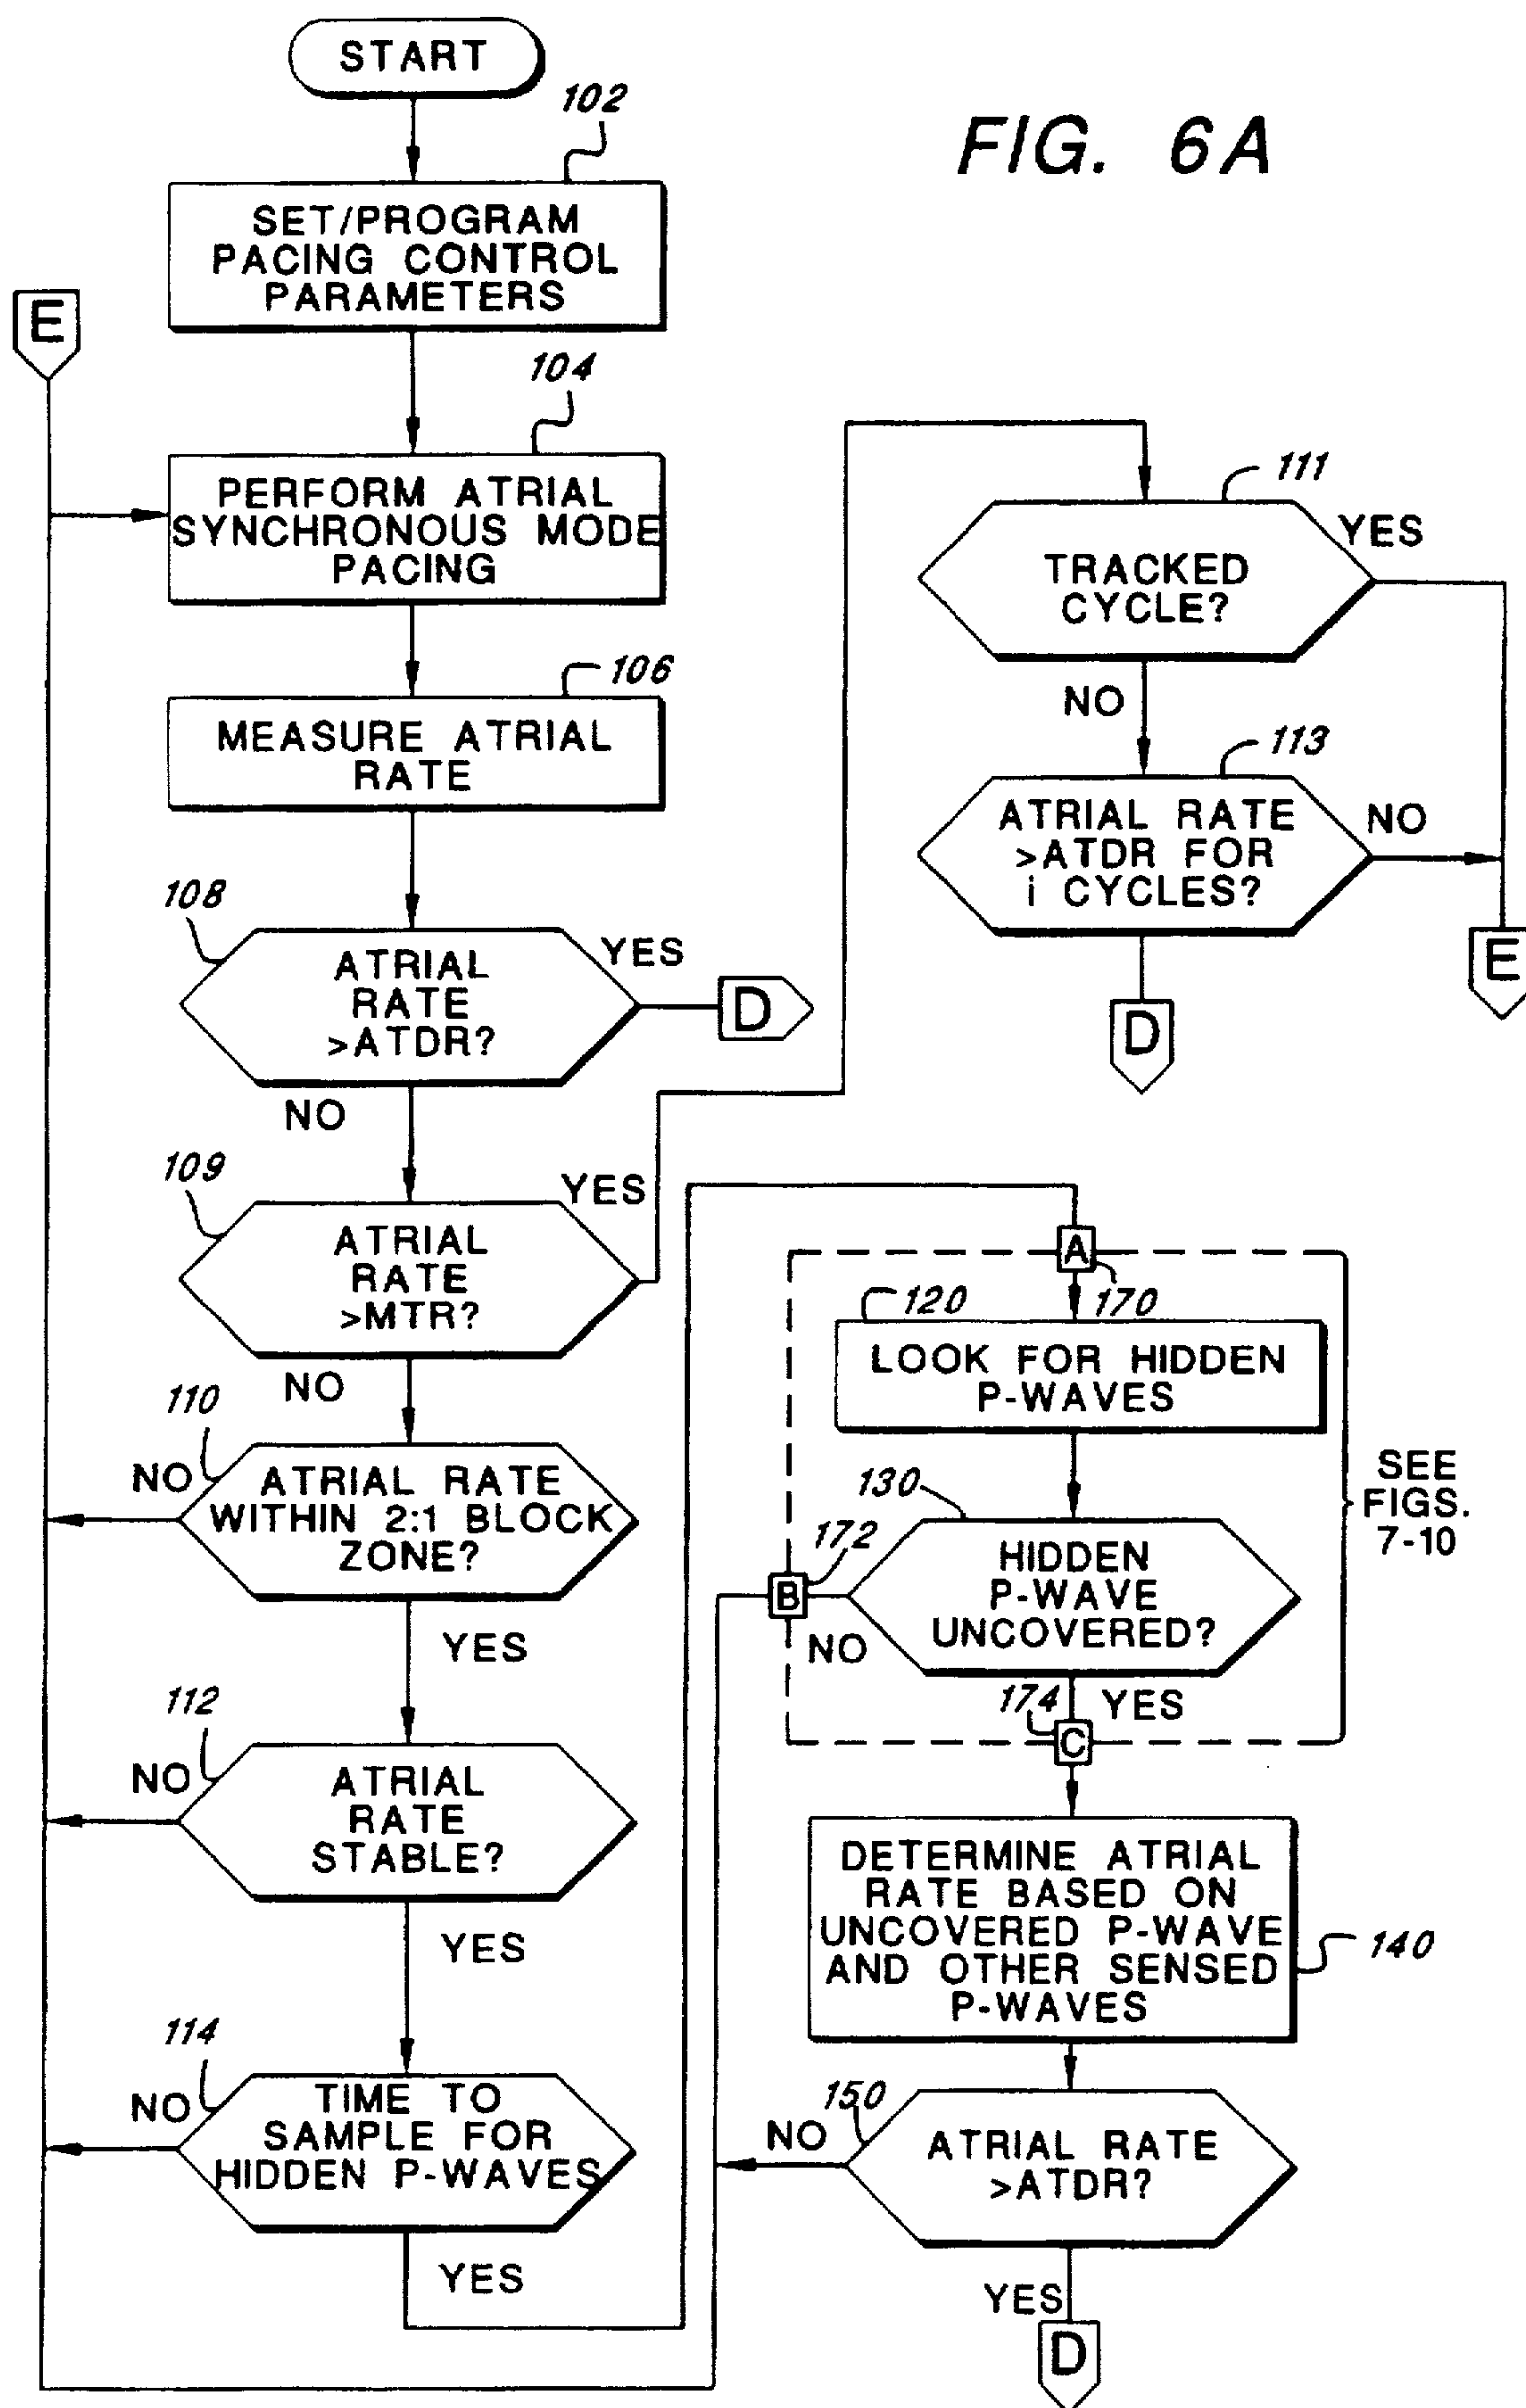 START
FIG. 6A
102
SET/PROGRAM
PACING CONTROL
PARAMETERS
E
104
PERFORM ATRIAL
SYNCHRONOUS MODE
PACING
106
MEASURE ATRIAL
RATE
108
ATRIAL
RATE
>ATDR?
YES
D
NO
109
ATRIAL
RATE
>MTR?
YES
NO
110
NO
ATRIAL RATE
WITHIN 2:1 BLOCK
ZONE?
YES
112
NO
ATRIAL
RATE
STABLE?
YES
114
NO
TIME TO
SAMPLE FOR
HIDDEN P-WAVES
YES
111
TRACKED
CYCLE?
YES
NO
113
ATRIAL RATE
>ATDR FOR
i CYCLES?
NO
E
D
A
170
120
LOOK FOR HIDDEN
P-WAVES
130
HIDDEN
P-WAVE
UNCOVERED?
172
B
NO
SEE
FIGS.
7-10
174
YES
C
DETERMINE ATRIAL
RATE BASED ON
UNCOVERED P-WAVE
AND OTHER SENSED
P-WAVES
140
150
NO
ATRIAL RATE
>ATDR?
YES
D